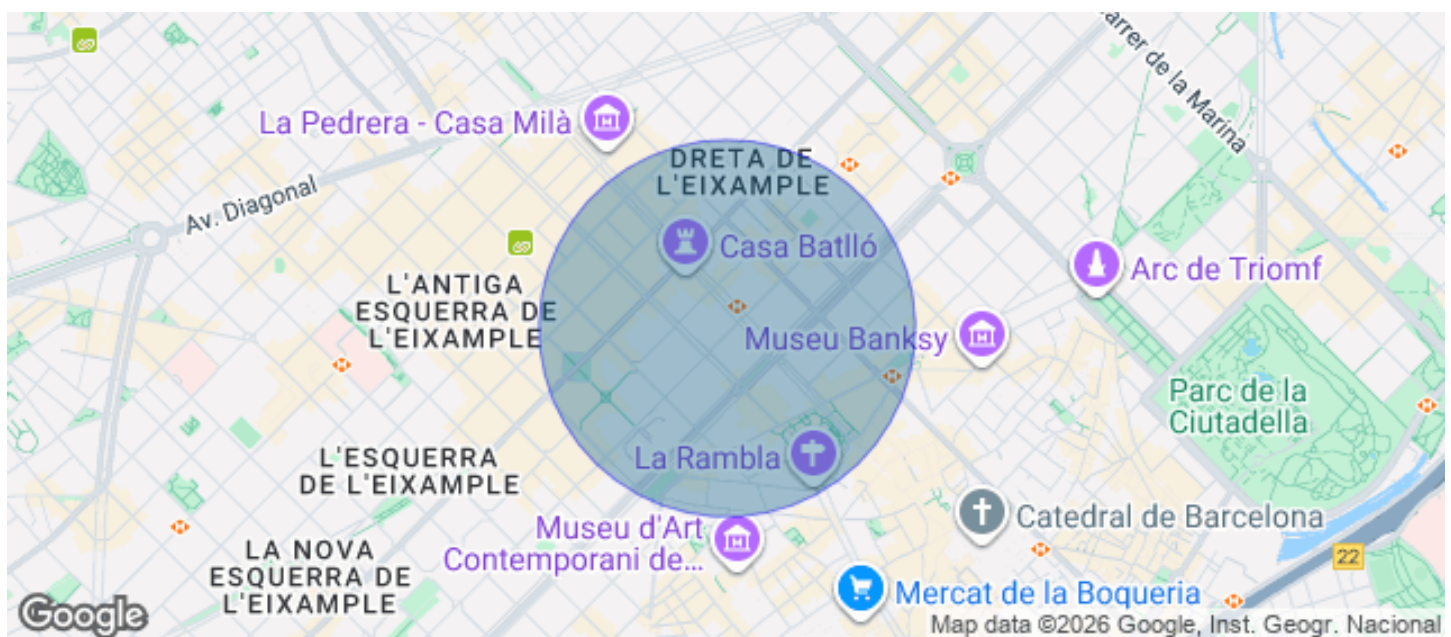 Carrer de la Marina
La Pedrera - Casa Milà
DRETA DE
L'EIXAMPLE
Av. Diagonal
Casa Batlló
Arc de Triomf
L'ANTIGA
ESQUERRA DE
L'EIXAMPLE
Museu Banksy
Parc de la
Ciutadella
La Rambla
L'ESQUERRA
DE L'EIXAMPLE
Catedral de Barcelona
Museu d'Art
Contemporani de...
LA NOVA
ESQUERRA DE
L'EIXAMPLE
22
Mercat de la Boqueria
Google
Map data ©2026 Google, Inst. Geogr. Nacional